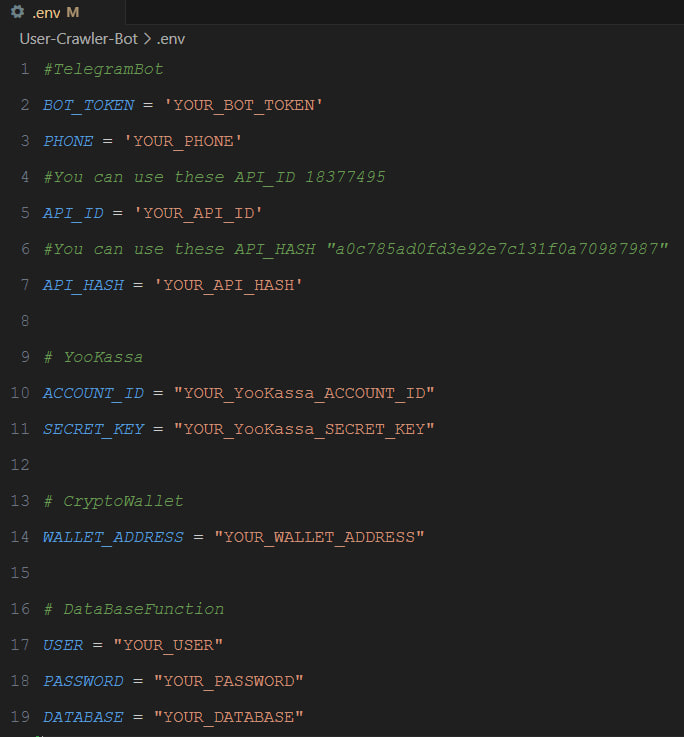 .env M
User-Crawler-Bot > .env
1 #TelegramBot
2 BOT_TOKEN = 'YOUR_BOT_TOKEN'
3 PHONE = 'YOUR_PHONE'
4 #You can use these API_ID 18377495
5 API_ID = 'YOUR_API_ID'
6 #You can use these API_HASH "a0c785ad0fd3e92e7c131f0a70987987"
7 API_HASH = 'YOUR_API_HASH'
8
9 # YooKassa
10 ACCOUNT_ID = "YOUR_YooKassa_ACCOUNT_ID"
11 SECRET_KEY = "YOUR_YooKassa_SECRET_KEY"
12
13 # CryptoWallet
14 WALLET_ADDRESS = "YOUR_WALLET_ADDRESS"
15
16 # DataBaseFunction
17 USER = "YOUR_USER"
18 PASSWORD = "YOUR_PASSWORD"
19 DATABASE = "YOUR_DATABASE"